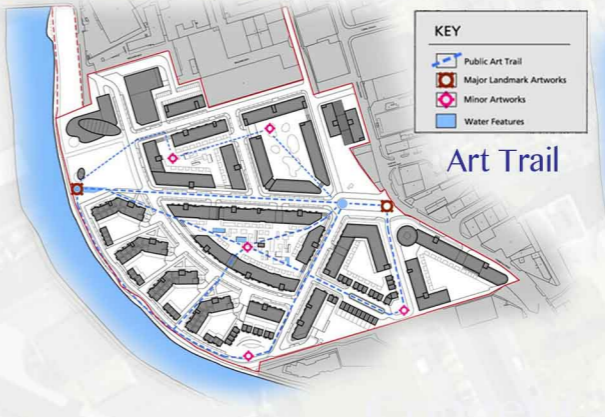 KEY
Public Art Trail
Major Landmark Artworks
Minor Artworks
Water Features
Art Trail